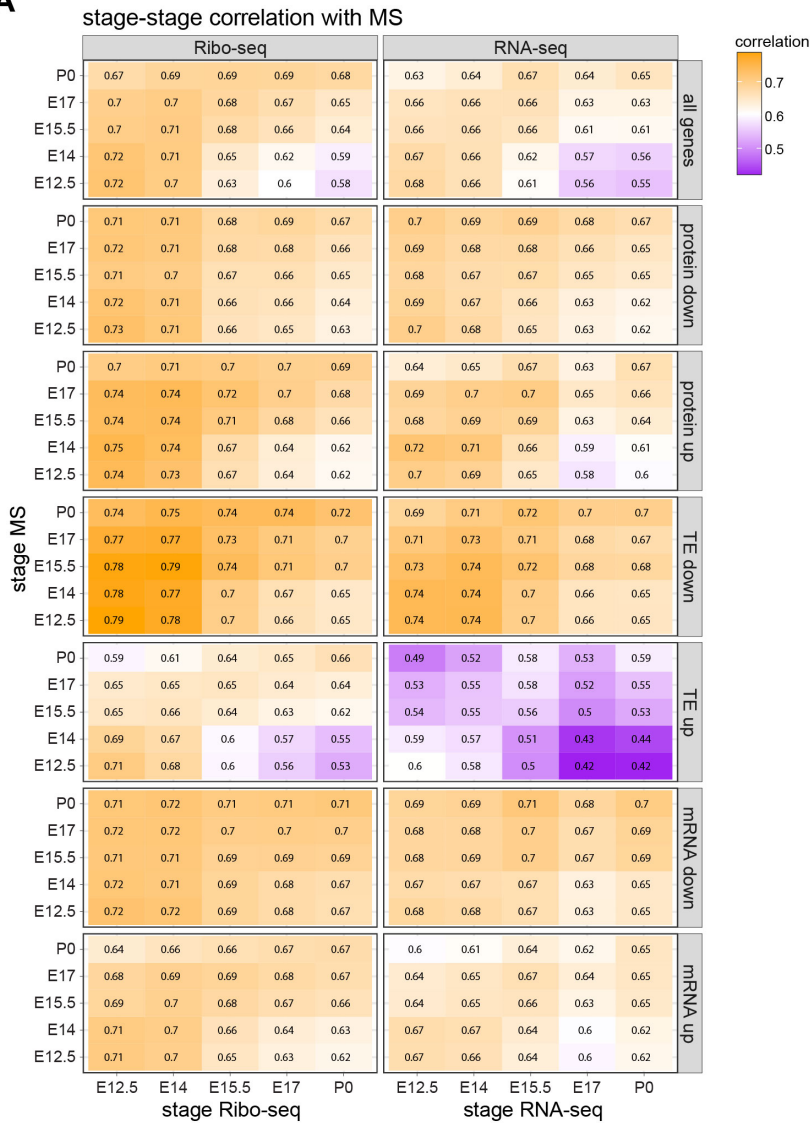 A
stage-stage correlation with MS
Ribo-seq RNA-seq
correlation
0.7
0.6
0.5
P0 0.67 0.69 0.69 0.69 0.68 0.63 0.64 0.67 0.64 0.65
E17 0.7 0.7 0.68 0.67 0.65 0.66 0.66 0.66 0.63 0.63
E15.5 0.7 0.71 0.68 0.66 0.64 0.66 0.66 0.66 0.61 0.61
E14 0.72 0.71 0.65 0.62 0.59 0.67 0.66 0.62 0.57 0.56
E12.5 0.72 0.7 0.63 0.6 0.58 0.68 0.66 0.61 0.56 0.55
all genes
P0 0.71 0.71 0.68 0.69 0.67 0.7 0.69 0.69 0.68 0.67
E17 0.72 0.71 0.68 0.68 0.66 0.69 0.68 0.68 0.66 0.65
E15.5 0.71 0.7 0.67 0.66 0.65 0.68 0.67 0.67 0.65 0.65
E14 0.72 0.71 0.66 0.66 0.64 0.69 0.67 0.66 0.63 0.62
E12.5 0.73 0.71 0.66 0.65 0.63 0.7 0.68 0.65 0.63 0.62
protein down
P0 0.7 0.71 0.7 0.7 0.69 0.64 0.65 0.67 0.63 0.67
E17 0.74 0.74 0.72 0.7 0.68 0.69 0.7 0.7 0.65 0.66
E15.5 0.74 0.74 0.71 0.68 0.66 0.68 0.69 0.69 0.63 0.64
E14 0.75 0.74 0.67 0.64 0.62 0.72 0.71 0.66 0.59 0.61
E12.5 0.74 0.73 0.67 0.64 0.62 0.7 0.69 0.65 0.58 0.6
protein up
stage MS
P0 0.74 0.75 0.74 0.74 0.72 0.69 0.71 0.72 0.7 0.7
E17 0.77 0.77 0.73 0.71 0.7 0.71 0.73 0.71 0.68 0.67
E15.5 0.78 0.79 0.74 0.71 0.7 0.73 0.74 0.72 0.68 0.68
E14 0.78 0.77 0.7 0.67 0.65 0.74 0.74 0.7 0.66 0.65
E12.5 0.79 0.78 0.7 0.66 0.65 0.74 0.74 0.7 0.66 0.65
TE down
P0 0.59 0.61 0.64 0.65 0.66 0.49 0.52 0.58 0.53 0.59
E17 0.65 0.65 0.65 0.64 0.64 0.53 0.55 0.58 0.52 0.55
E15.5 0.65 0.66 0.64 0.63 0.62 0.54 0.55 0.56 0.5 0.53
E14 0.69 0.67 0.6 0.57 0.55 0.59 0.57 0.51 0.43 0.44
E12.5 0.71 0.68 0.6 0.56 0.53 0.6 0.58 0.5 0.42 0.42
TE up
P0 0.71 0.72 0.71 0.71 0.71 0.69 0.69 0.71 0.68 0.7
E17 0.72 0.72 0.7 0.7 0.7 0.68 0.68 0.7 0.67 0.69
E15.5 0.71 0.71 0.69 0.69 0.69 0.68 0.69 0.7 0.67 0.69
E14 0.72 0.71 0.69 0.68 0.67 0.67 0.67 0.67 0.63 0.65
E12.5 0.72 0.72 0.69 0.68 0.67 0.68 0.68 0.67 0.63 0.65
mRNA down
P0 0.64 0.66 0.66 0.67 0.67 0.6 0.61 0.64 0.62 0.65
E17 0.68 0.69 0.69 0.68 0.67 0.64 0.65 0.67 0.64 0.65
E15.5 0.69 0.7 0.68 0.67 0.66 0.64 0.65 0.66 0.63 0.65
E14 0.71 0.7 0.66 0.64 0.63 0.67 0.67 0.64 0.6 0.62
E12.5 0.71 0.7 0.65 0.63 0.62 0.67 0.66 0.64 0.6 0.62
mRNA up
E12.5 E14 E15.5 E17 P0 E12.5 E14 E15.5 E17 P0
stage Ribo-seq stage RNA-seq